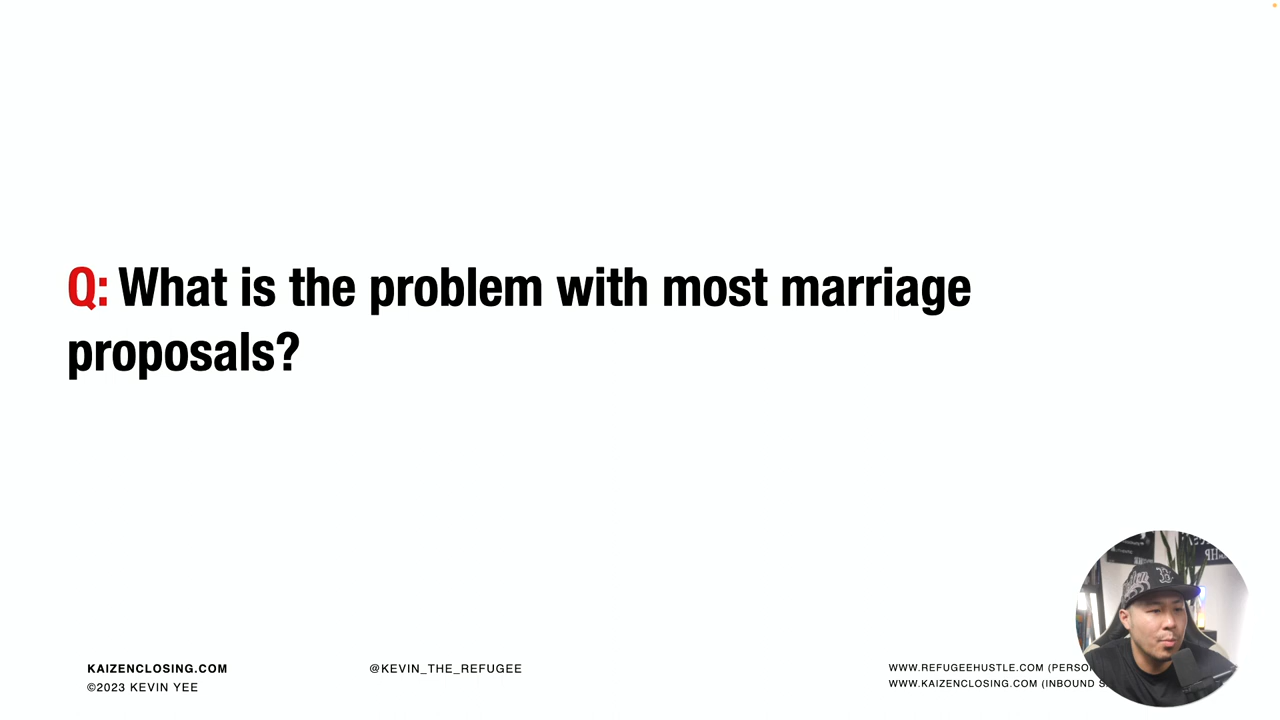 Q: What is the problem with most marriage
proposals?
KAIZENCLOSING.COM
©2023 KEVIN YEE
@KEVIN_THE_REFUGEE
WWW.REFUGEEHUSTLE.COM
WWW.KAIZENCLOSING.COM (INBOUND